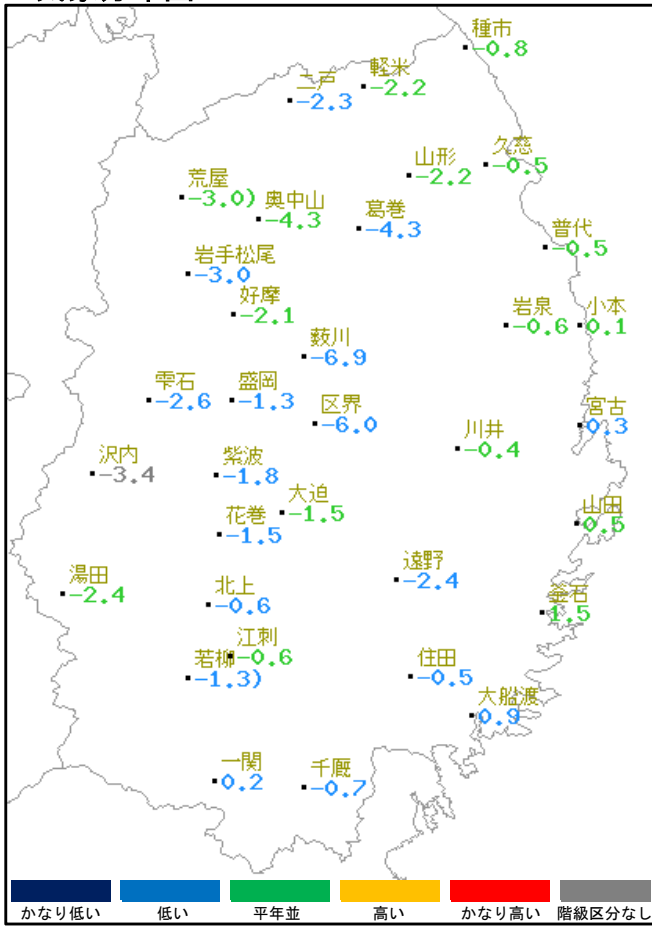 種市
-0.8
軽米
-2.2
二戸
-2.3
久慈
-0.5
山形
-2.2
荒屋
-3.0)
奥中山
-4.3
葛巻
-4.3
普代
-0.5
岩手松尾
-3.0
好摩
-2.1
岩泉
-0.6
小本
0.1
薮川
-6.9
雫石
-2.6
盛岡
-1.3
区界
-6.0
宮古
0.3
川井
-0.4
沢内
-3.4
紫波
-1.8
大迫
-1.5
花巻
-1.5
山田
0.5
湯田
-2.4
遠野
-2.4
北上
-0.6
釜石
1.5
江刺
-0.6
若柳
-1.3)
住田
-0.5
大船渡
0.9
一関
0.2
千厩
-0.7
かなり低い 低い 平年並 高い かなり高い 階級区分なし